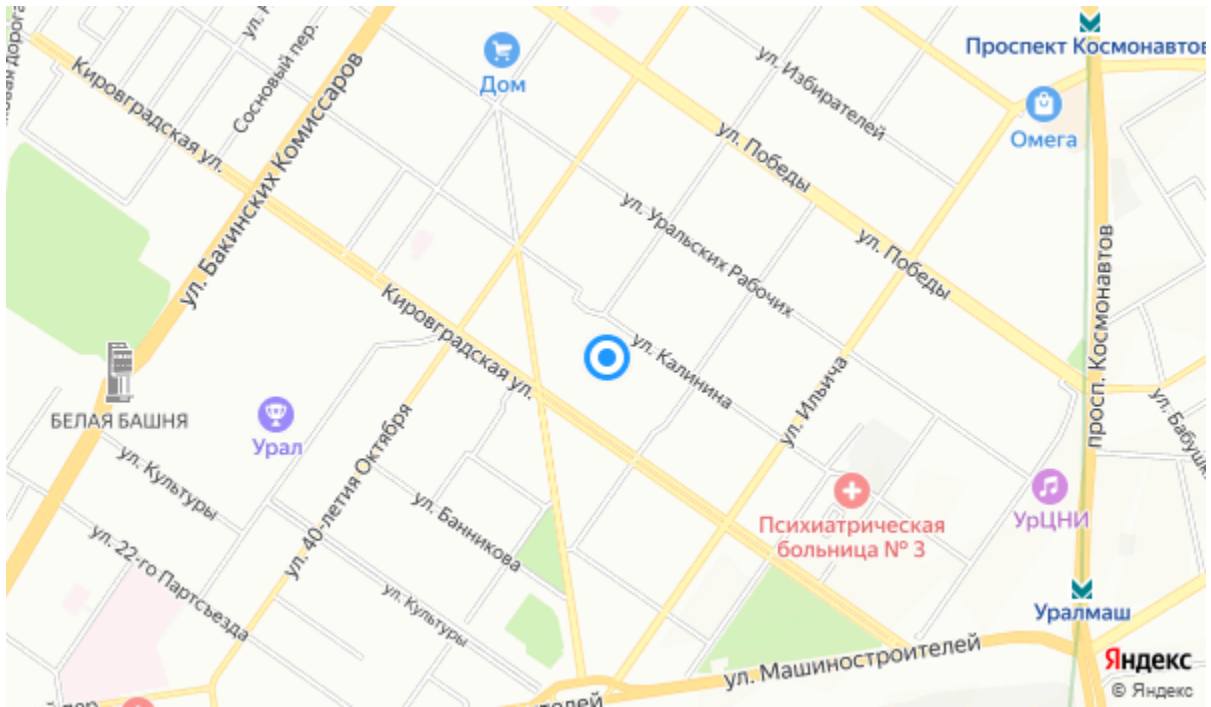 Проспект Космонавтов
Сосновый пер.
Кировградская ул.
ул. Бакинских Комиссаров
Дом
ул. Избирателей
Омега
ул. Победы
ул. Уральских Рабочих
ул. Победы
просп. Космонавтов
Кировградская ул.
ул. Калинина
ул. Ильича
БЕЛАЯ БАШНЯ
Урал
ул. 40-летия Октября
ул. Культуры
ул. Банникова
ул. 22-го Партсъезда
ул. Культуры
Психиатрическая
больница № 3
УрЦНИ
Уралмаш
ул. Машиностроителей
Яндекс
© Яндекс